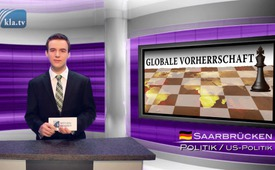 kla.tv
GLOBALE VORHERRSCHAFT
SAARBRÜCKEN
POLITIK / US-POLITIK